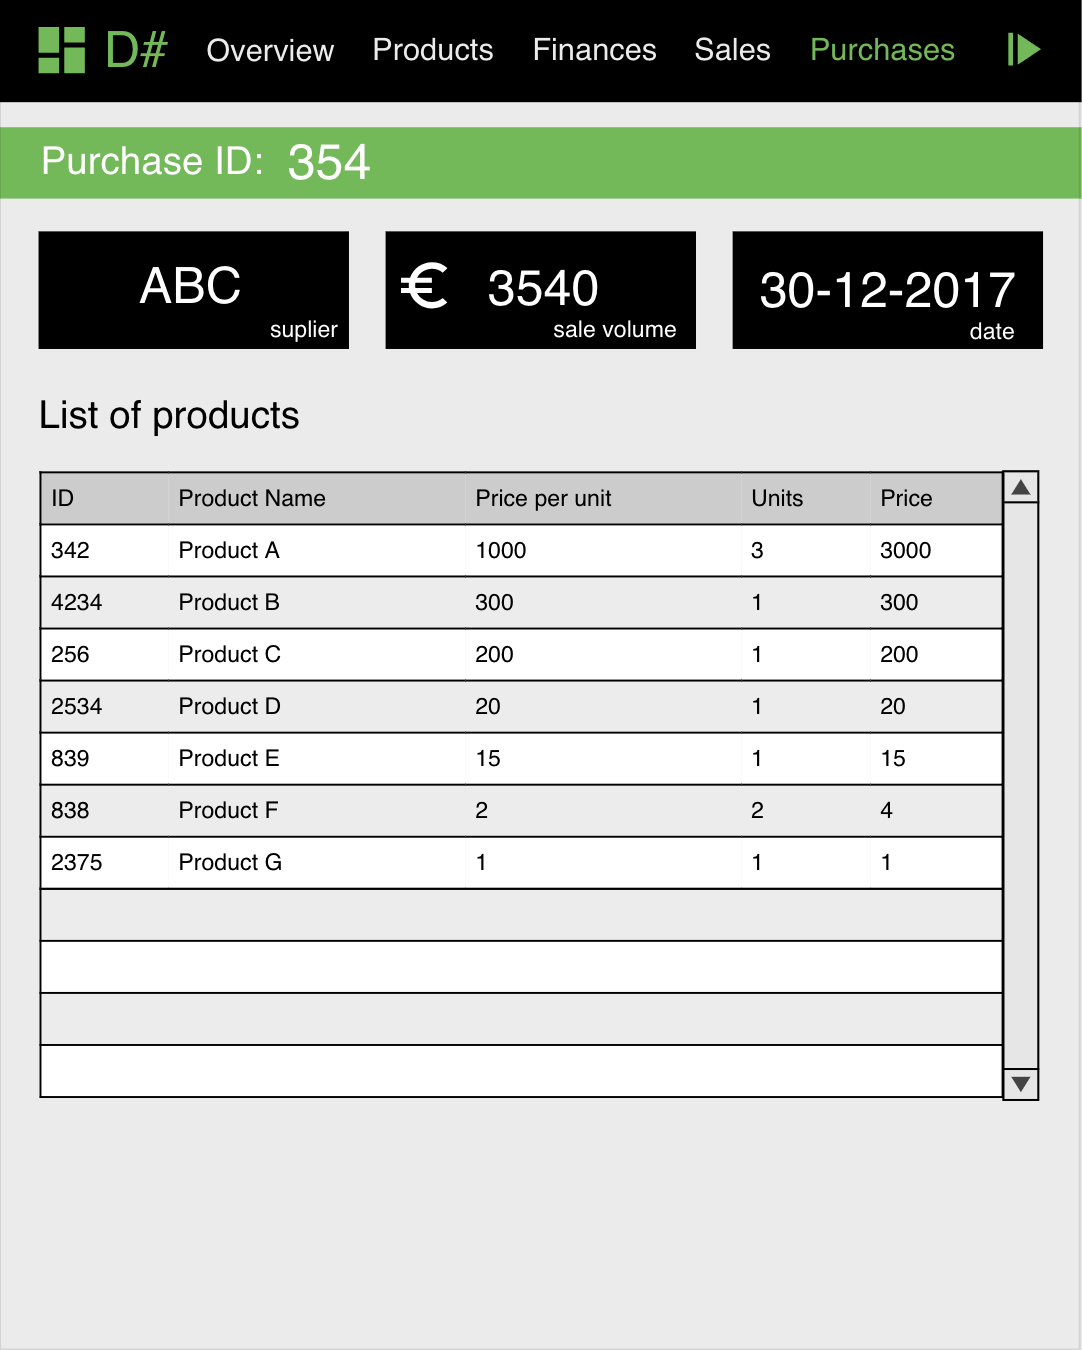 D# Overview Products Finances Sales Purchases
Purchase ID: 354
ABC
suplier
€ 3540
sale volume
30-12-2017
date
List of products
ID Product Name Price per unit Units Price
342 Product A 1000 3 3000
4234 Product B 300 1 300
256 Product C 200 1 200
2534 Product D 20 1 20
839 Product E 15 1 15
838 Product F 2 2 4
2375 Product G 1 1 1